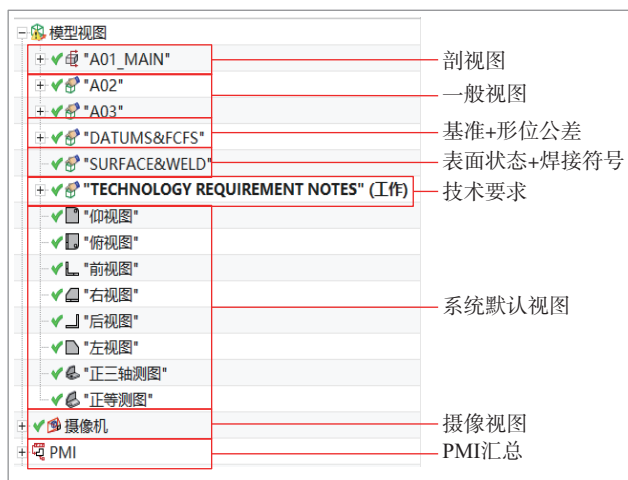 模型视图
"A01_MAIN" 剖视图
"A02" 一般视图
"A03"
"DATUMS&FCFS" 基准+形位公差
"SURFACE&WELD" 表面状态+焊接符号
"TECHNOLOGY REQUIREMENT NOTES" (工作) 技术要求
"仰视图"
"俯视图"
"前视图"
"右视图" 系统默认视图
"后视图"
"左视图"
"正三轴测图"
"正等测图"
摄像机 摄像视图
PMI PMI汇总